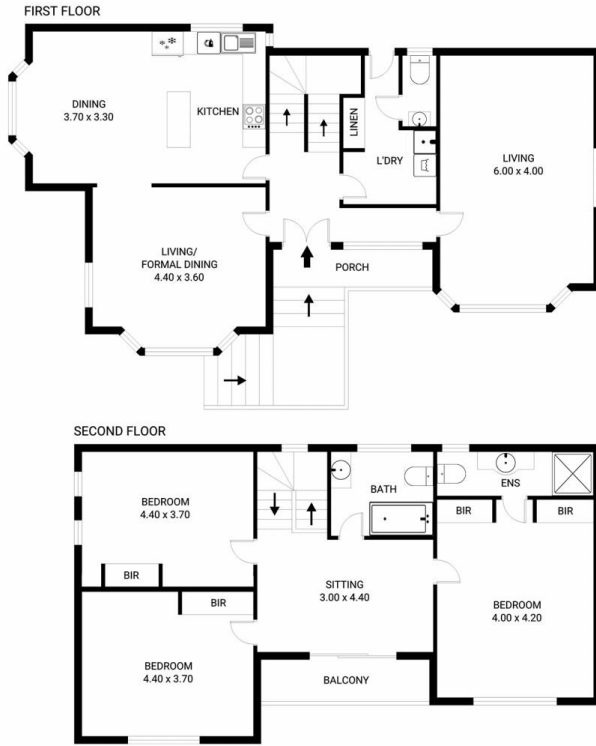 FIRST FLOOR
DINING
3.70 x 3.30
KITCHEN
LINEN
L'DRY
LIVING
6.00 x 4.00
LIVING/
FORMAL DINING
4.40 x 3.60
PORCH
SECOND FLOOR
BEDROOM
4.40 x 3.70
BIR
BATH
ENS
BIR
BIR
SITTING
3.00 x 4.40
BIR
BEDROOM
4.00 x 4.20
BEDROOM
4.40 x 3.70
BALCONY